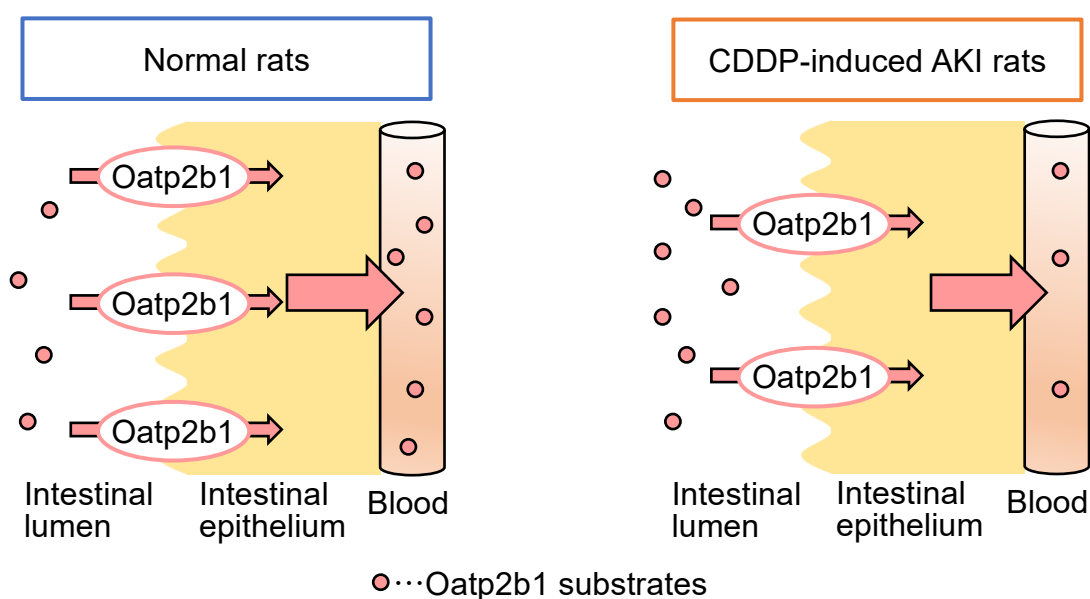 Normal rats
CDDP-induced AKI rats
Oatp2b1
Oatp2b1
Oatp2b1
Oatp2b1
Oatp2b1
Intestinal
lumen
Intestinal
epithelium
Blood
Intestinal
lumen
Intestinal
epithelium
Blood
···Oatp2b1 substrates